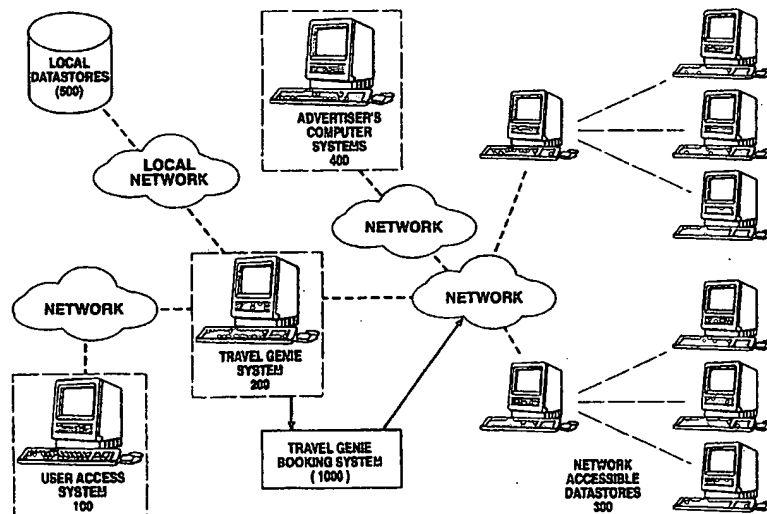 LOCAL
DATASTORES
(500)
ADVERTISER'S
COMPUTER
SYSTEMS
400
LOCAL
NETWORK
NETWORK
NETWORK
NETWORK
TRAVEL GENIE
SYSTEM
200
USER ACCESS
SYSTEM
100
TRAVEL GENIE
BOOKING SYSTEM
( 1000 )
NETWORK
ACCESSIBLE
DATASTORES
300